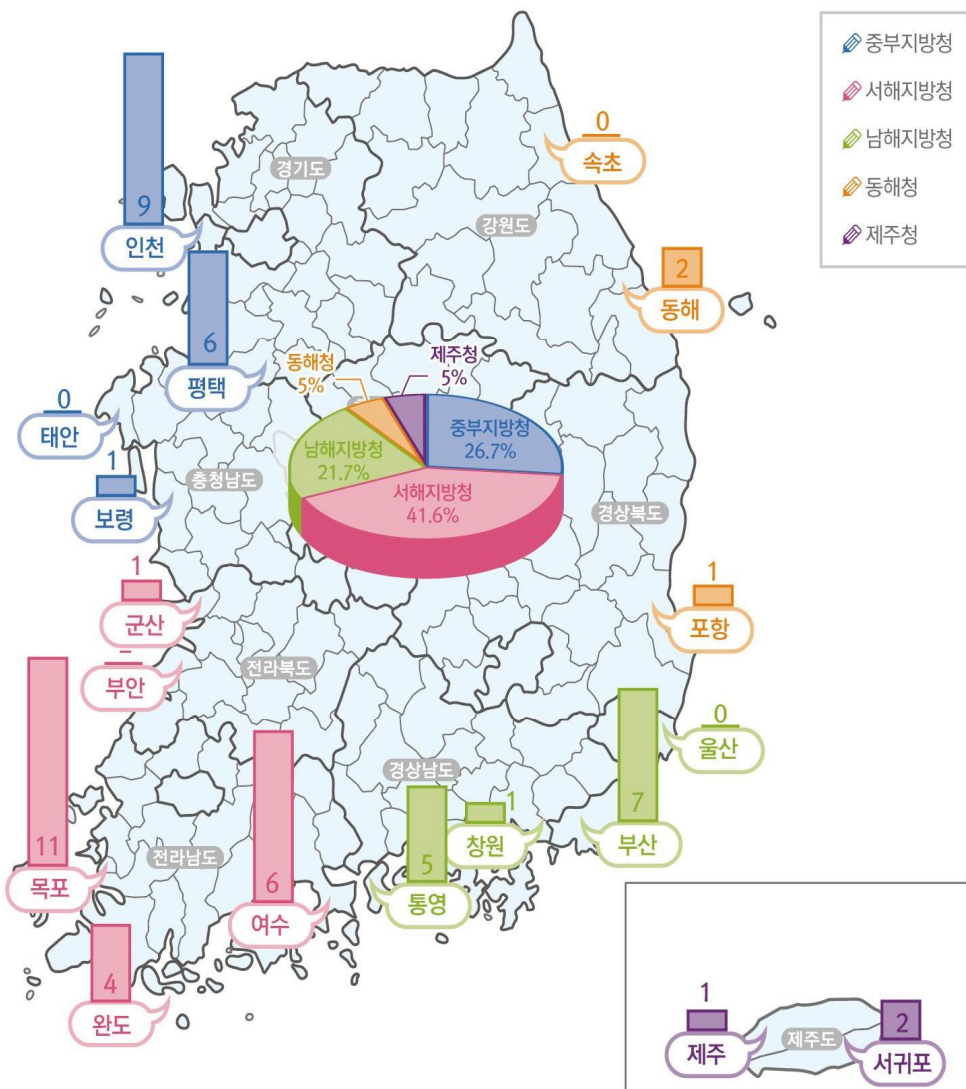 중부지방청
서해지방청
남해지방청
동해청
제주청
0
속초
경기도
9
인천
강원도
2
동해
6
평택
동해청
5%
제주청
5%
0
태안
중부지방청
26.7%
남해지방청
21.7%
서해지방청
41.6%
1
보령
충청남도
경상북도
1
군산
1
포항
–
부안
전라북도
0
울산
경상남도
1
창원
7
부산
11
목포
전라남도
6
여수
5
통영
4
완도
1
제주
제주도
2
서귀포